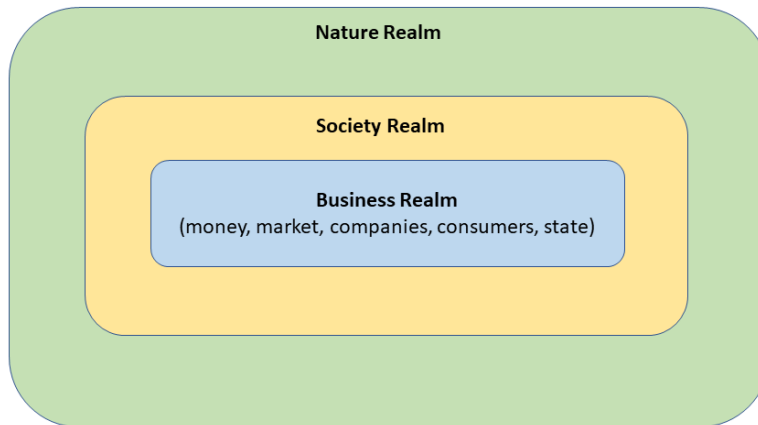 Nature Realm
Society Realm
Business Realm
(money, market, companies, consumers, state)